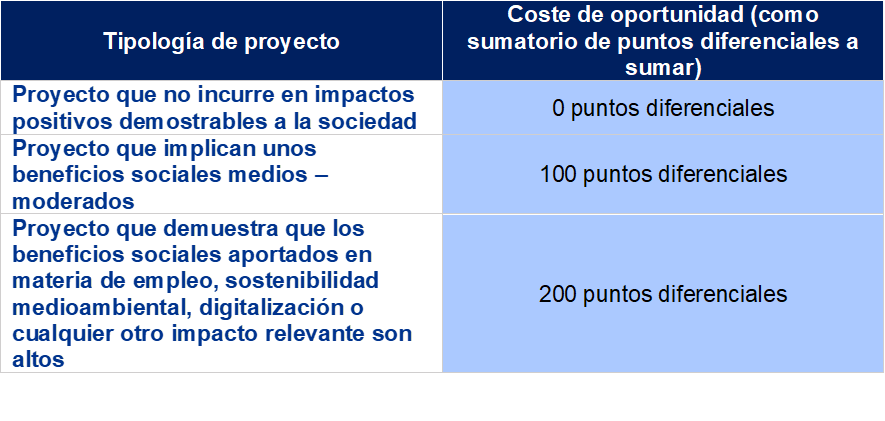 Tipología de proyecto
Coste de oportunidad (como
sumatorio de puntos diferenciales a
sumar)
Proyecto que no incurre en impactos
positivos demostrables a la sociedad
0 puntos diferenciales
Proyecto que implican unos
beneficios sociales medios –
moderados
100 puntos diferenciales
Proyecto que demuestra que los
beneficios sociales aportados en
materia de empleo, sostenibilidad
medioambiental, digitalización o
cualquier otro impacto relevante son
altos
200 puntos diferenciales